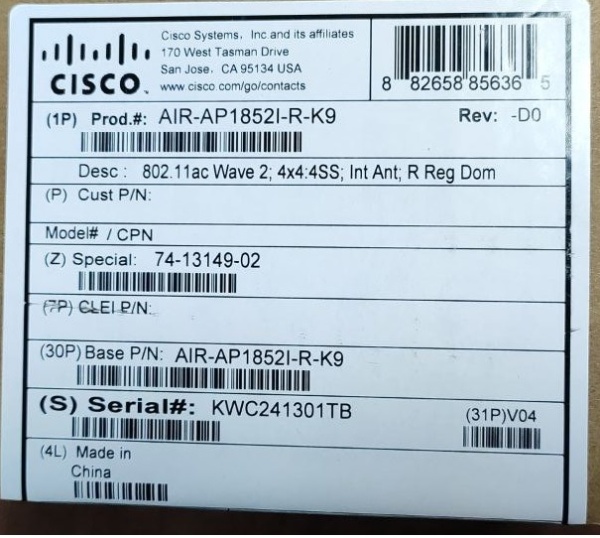 CISCO
Cisco Systems, Inc. and its affiliates
170 West Tasman Drive
San Jose, CA 95134 USA
www.cisco.com/go/contacts
8 82658 85636 5
(1P) Prod.#: AIR-AP1852I-R-K9 Rev: -D0
Desc : 802.11ac Wave 2; 4x4:4SS; Int Ant; R Reg Dom
(P) Cust P/N:
Model# / CPN
(Z) Special: 74-13149-02
(7P) CLEI P/N:
(30P) Base P/N: AIR-AP1852I-R-K9
(S) Serial#: KWC241301TB
(31P)V04
(4L) Made in
China